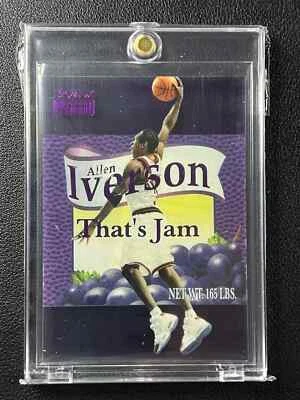 Allen
Iverson
That's Jam
NET WT. 165 LBS.